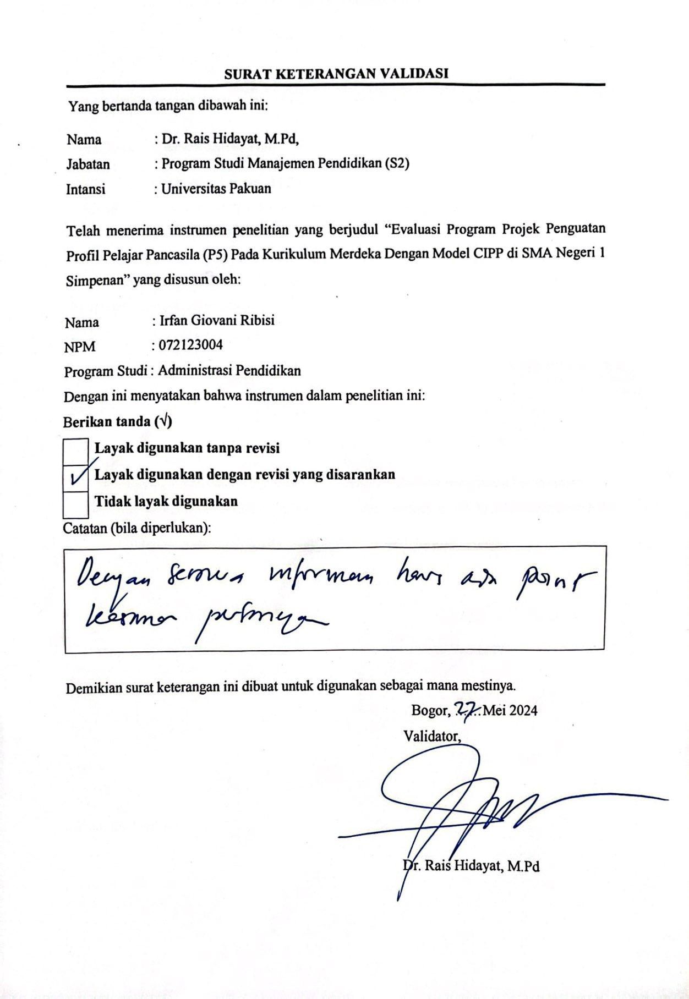 SURAT KETERANGAN VALIDASI
Yang bertanda tangan dibawah ini:
Nama : Dr. Rais Hidayat, M.Pd,
Jabatan : Program Studi Manajemen Pendidikan (S2)
Intansi : Universitas Pakuan
Telah menerima instrumen penelitian yang berjudul “Evaluasi Program Projek Penguatan
Profil Pelajar Pancasila (P5) Pada Kurikulum Merdeka Dengan Model CIPP di SMA Negeri 1
Simpenan” yang disusun oleh:
Nama : Irfan Giovani Ribisi
NPM : 072123004
Program Studi : Administrasi Pendidikan
Dengan ini menyatakan bahwa instrumen dalam penelitian ini:
Berikan tanda (√)
Layak digunakan tanpa revisi
✓ Layak digunakan dengan revisi yang disarankan
Tidak layak digunakan
Catatan (bila diperlukan):
Dengan semua informan harus ada point
pertanyaan
Demikian surat keterangan ini dibuat untuk digunakan sebagai mana mestinya.
Bogor, 27 Mei 2024
Validator,
Dr. Rais Hidayat, M.Pd